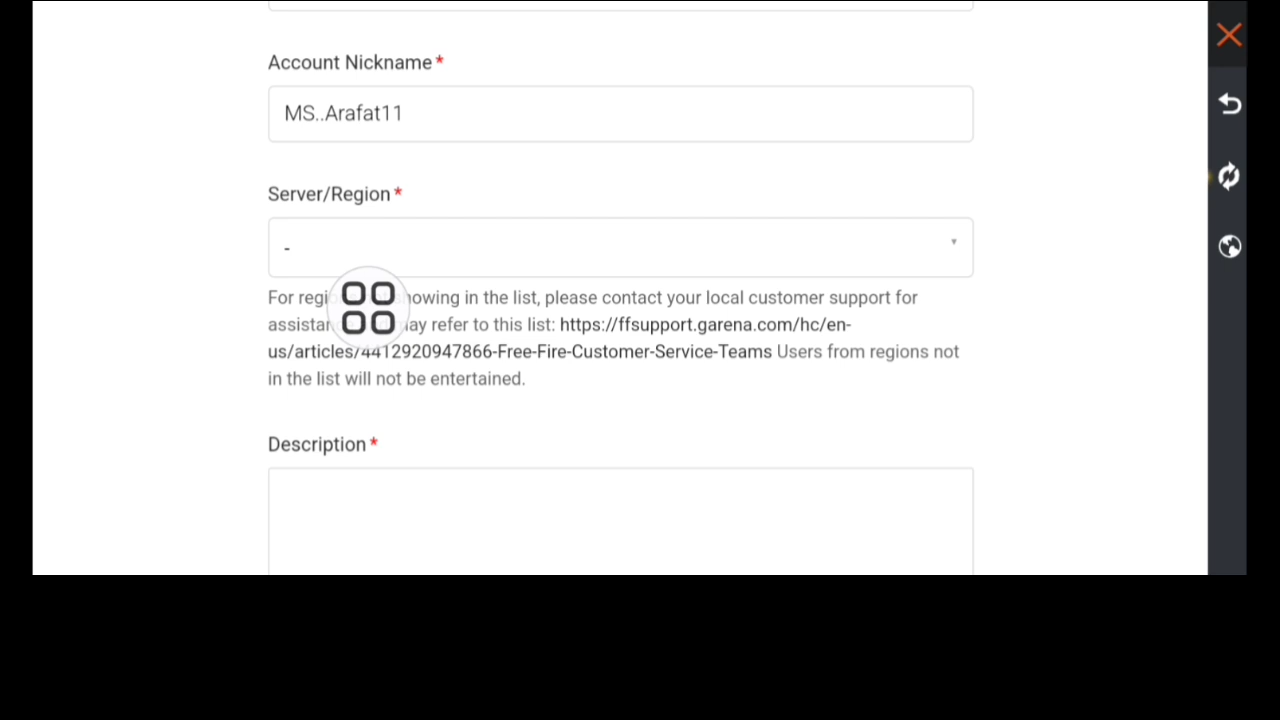 Account Nickname*
MS..Arafat11
Server/Region*
-
For regi owing in the list, please contact your local customer support for
assistan ay refer to this list: https://ffsupport.garena.com/hc/en-
us/articles/4412920947866-Free-Fire-Customer-Service-Teams Users from regions not
in the list will not be entertained.
Description*